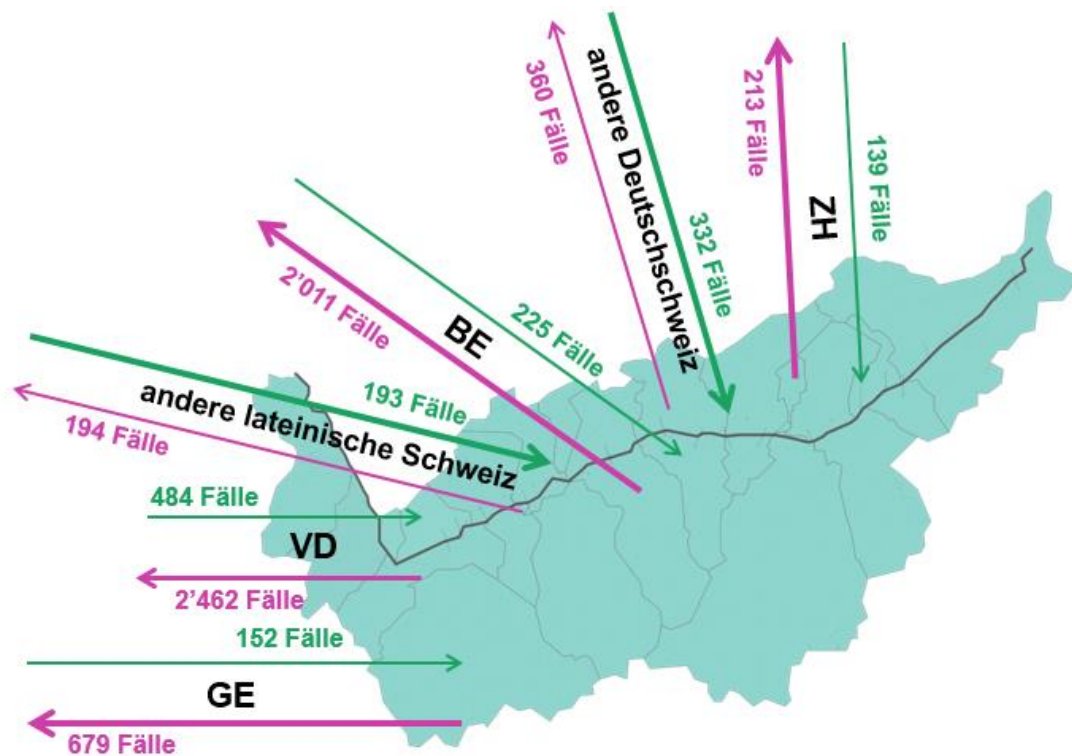 360 Fälle
andere Deutschschweiz
332 Fälle
213 Fälle
ZH
139 Fälle
2’011 Fälle
BE
225 Fälle
193 Fälle
andere lateinische Schweiz
194 Fälle
484 Fälle
VD
2’462 Fälle
152 Fälle
GE
679 Fälle